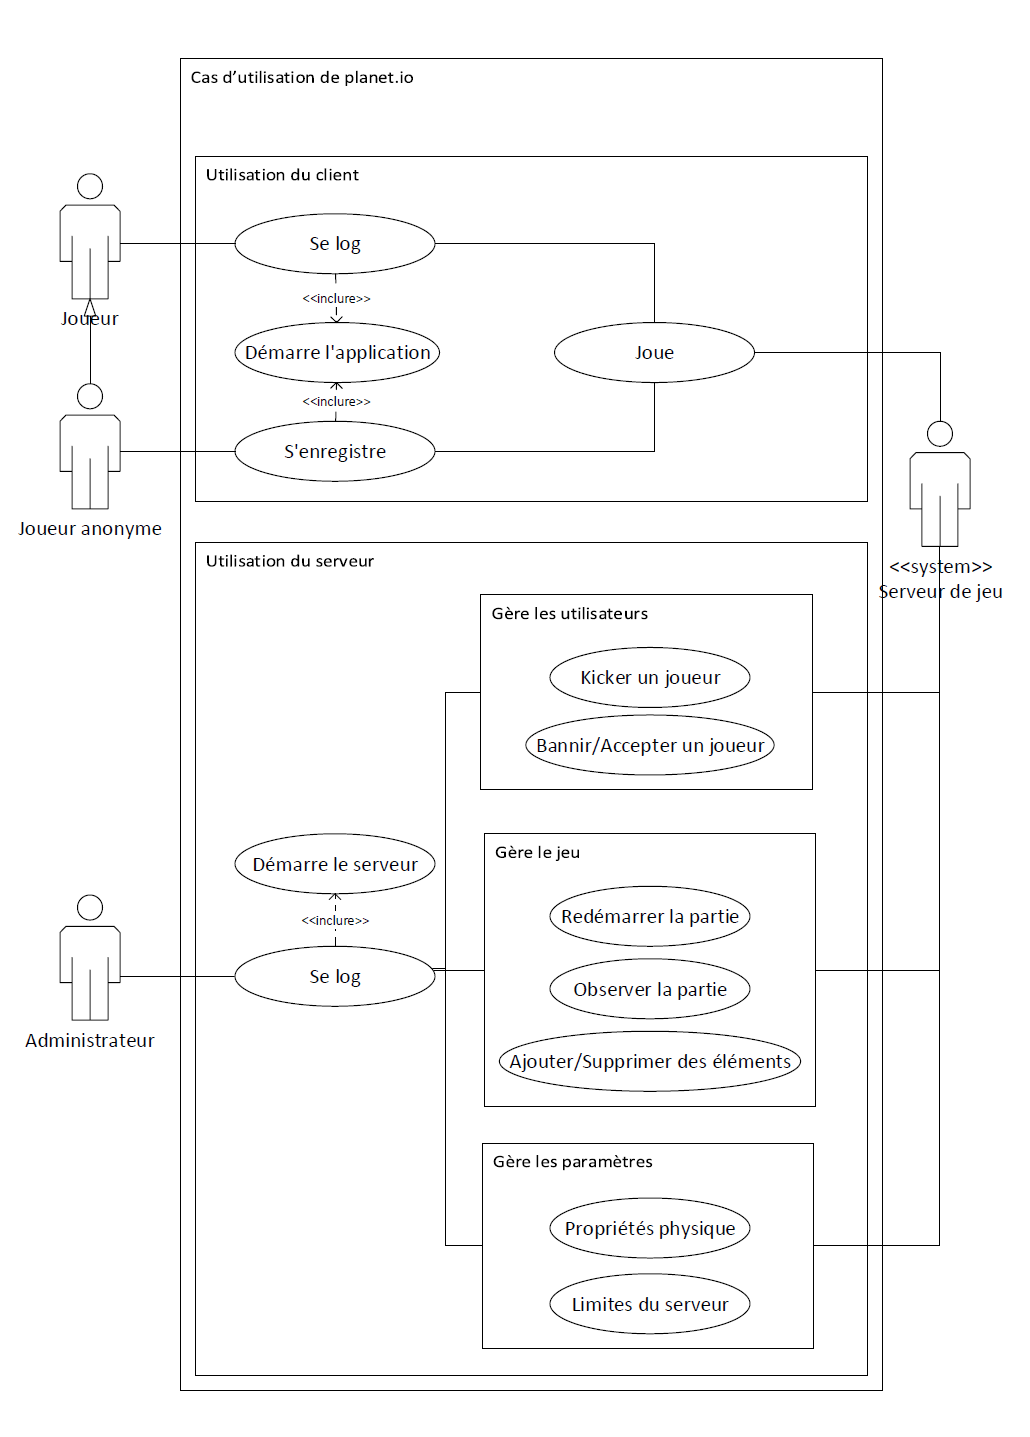 Cas d’utilisation de planet.io
Utilisation du client
Se log
<<inclure>>
Joueur
Démarre l'application
Joue
<<inclure>>
S'enregistre
Joueur anonyme
Utilisation du serveur
<<system>>
Serveur de jeu
Gère les utilisateurs
Kicker un joueur
Bannir/Accepter un joueur
Gère le jeu
Démarre le serveur
Redémarrer la partie
<<inclure>>
Se log
Observer la partie
Administrateur
Ajouter/Supprimer des éléments
Gère les paramètres
Propriétés physique
Limites du serveur